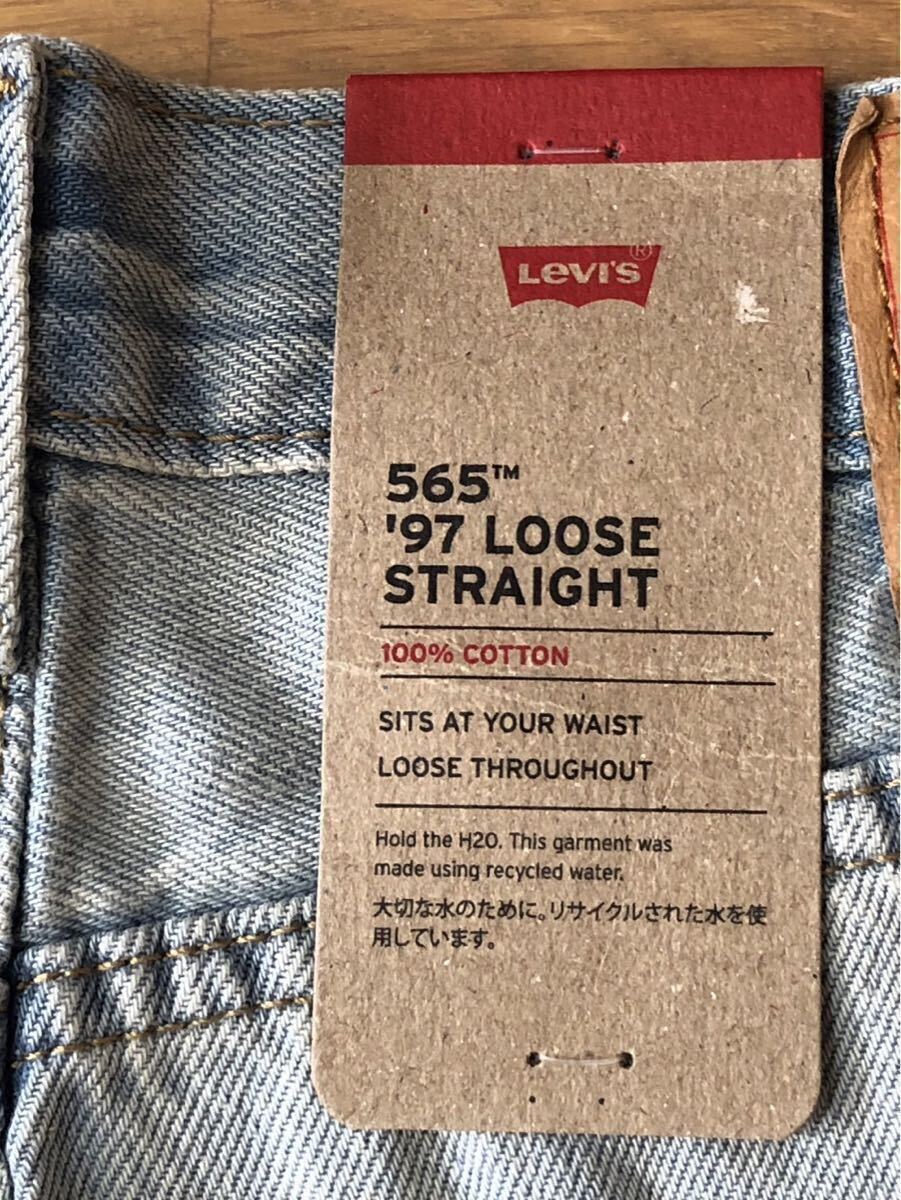 LEVI'S®
565™
'97 LOOSE
STRAIGHT
100% COTTON
SITS AT YOUR WAIST
LOOSE THROUGHOUT
Hold the H2O. This garment was
made using recycled water.
大切な水のために。リサイクルされた水を使
用しています。